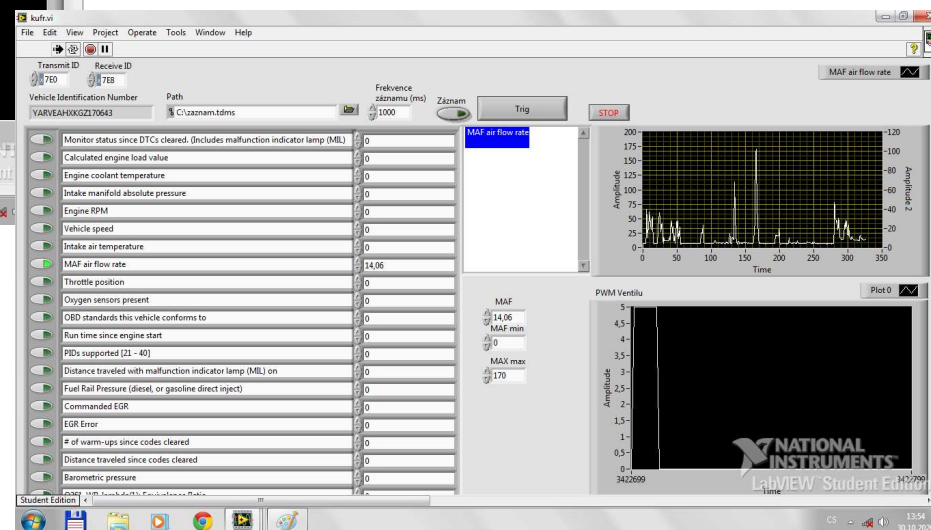 kufr.vi
File Edit View Project Operate Tools Window Help
Transmit ID Receive ID
7E0 7E8
Vehicle Identification Number Path Frekvence záznamu (ms) Záznam
YARVEAHXKGZ170643 C:\zaznam.tdms 1000 Trig STOP
MAF air flow rate
Monitor status since DTCs cleared. (Includes malfunction indicator lamp (MIL) 0
Calculated engine load value 0
Engine coolant temperature 0
Intake manifold absolute pressure 0
Engine RPM 0
Vehicle speed 0
Intake air temperature 0
MAF air flow rate 14,06
Throttle position 0
Oxygen sensors present 0
OBD standards this vehicle conforms to 0
Run time since engine start 0
PIDs supported [21 - 40] 0
Distance traveled with malfunction indicator lamp (MIL) on 0
Fuel Rail Pressure (diesel, or gasoline direct inject) 0
Commanded EGR 0
EGR Error 0
# of warm-ups since codes cleared 0
Distance traveled since codes cleared 0
Barometric pressure 0
Student Edition
MAF air flow rate
MAF
14,06
MAF min
0
MAX max
170
Amplitude
200
175
150
125
100
75
50
25
0
Amplitude 2
120
100
80
60
40
20
0
0 50 100 150 200 250 300 350
Time
PWM Ventilu
Plot 0
Amplitude
5
4,5
4
3,5
3
2,5
2
1,5
1
0,5
0
3422699 3422799
Time
NATIONAL INSTRUMENTS
LabVIEW Student Edition
CS 13:54
30.10.202